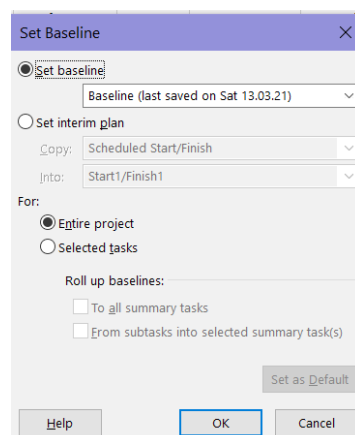 Set Baseline
Set baseline
Baseline (last saved on Sat 13.03.21)
Set interim plan
Copy: Scheduled Start/Finish
Into: Start1/Finish1
For:
Entire project
Selected tasks
Roll up baselines:
To all summary tasks
From subtasks into selected summary task(s)
Set as Default
Help OK Cancel